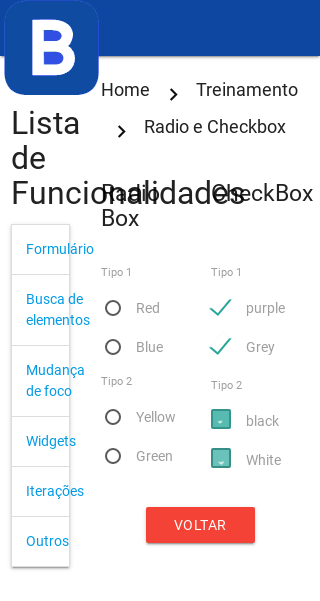 B
Home
Treinamento
Radio e Checkbox
Lista
de
Funcionalidades
Formulário
Busca de
elementos
Mudança
de foco
Widgets
Iterações
Outros
Radio
Box
Tipo 1
Red
Blue
Tipo 2
Yellow
Green
CheckBox
Tipo 1
purple
Grey
Tipo 2
black
White
VOLTAR